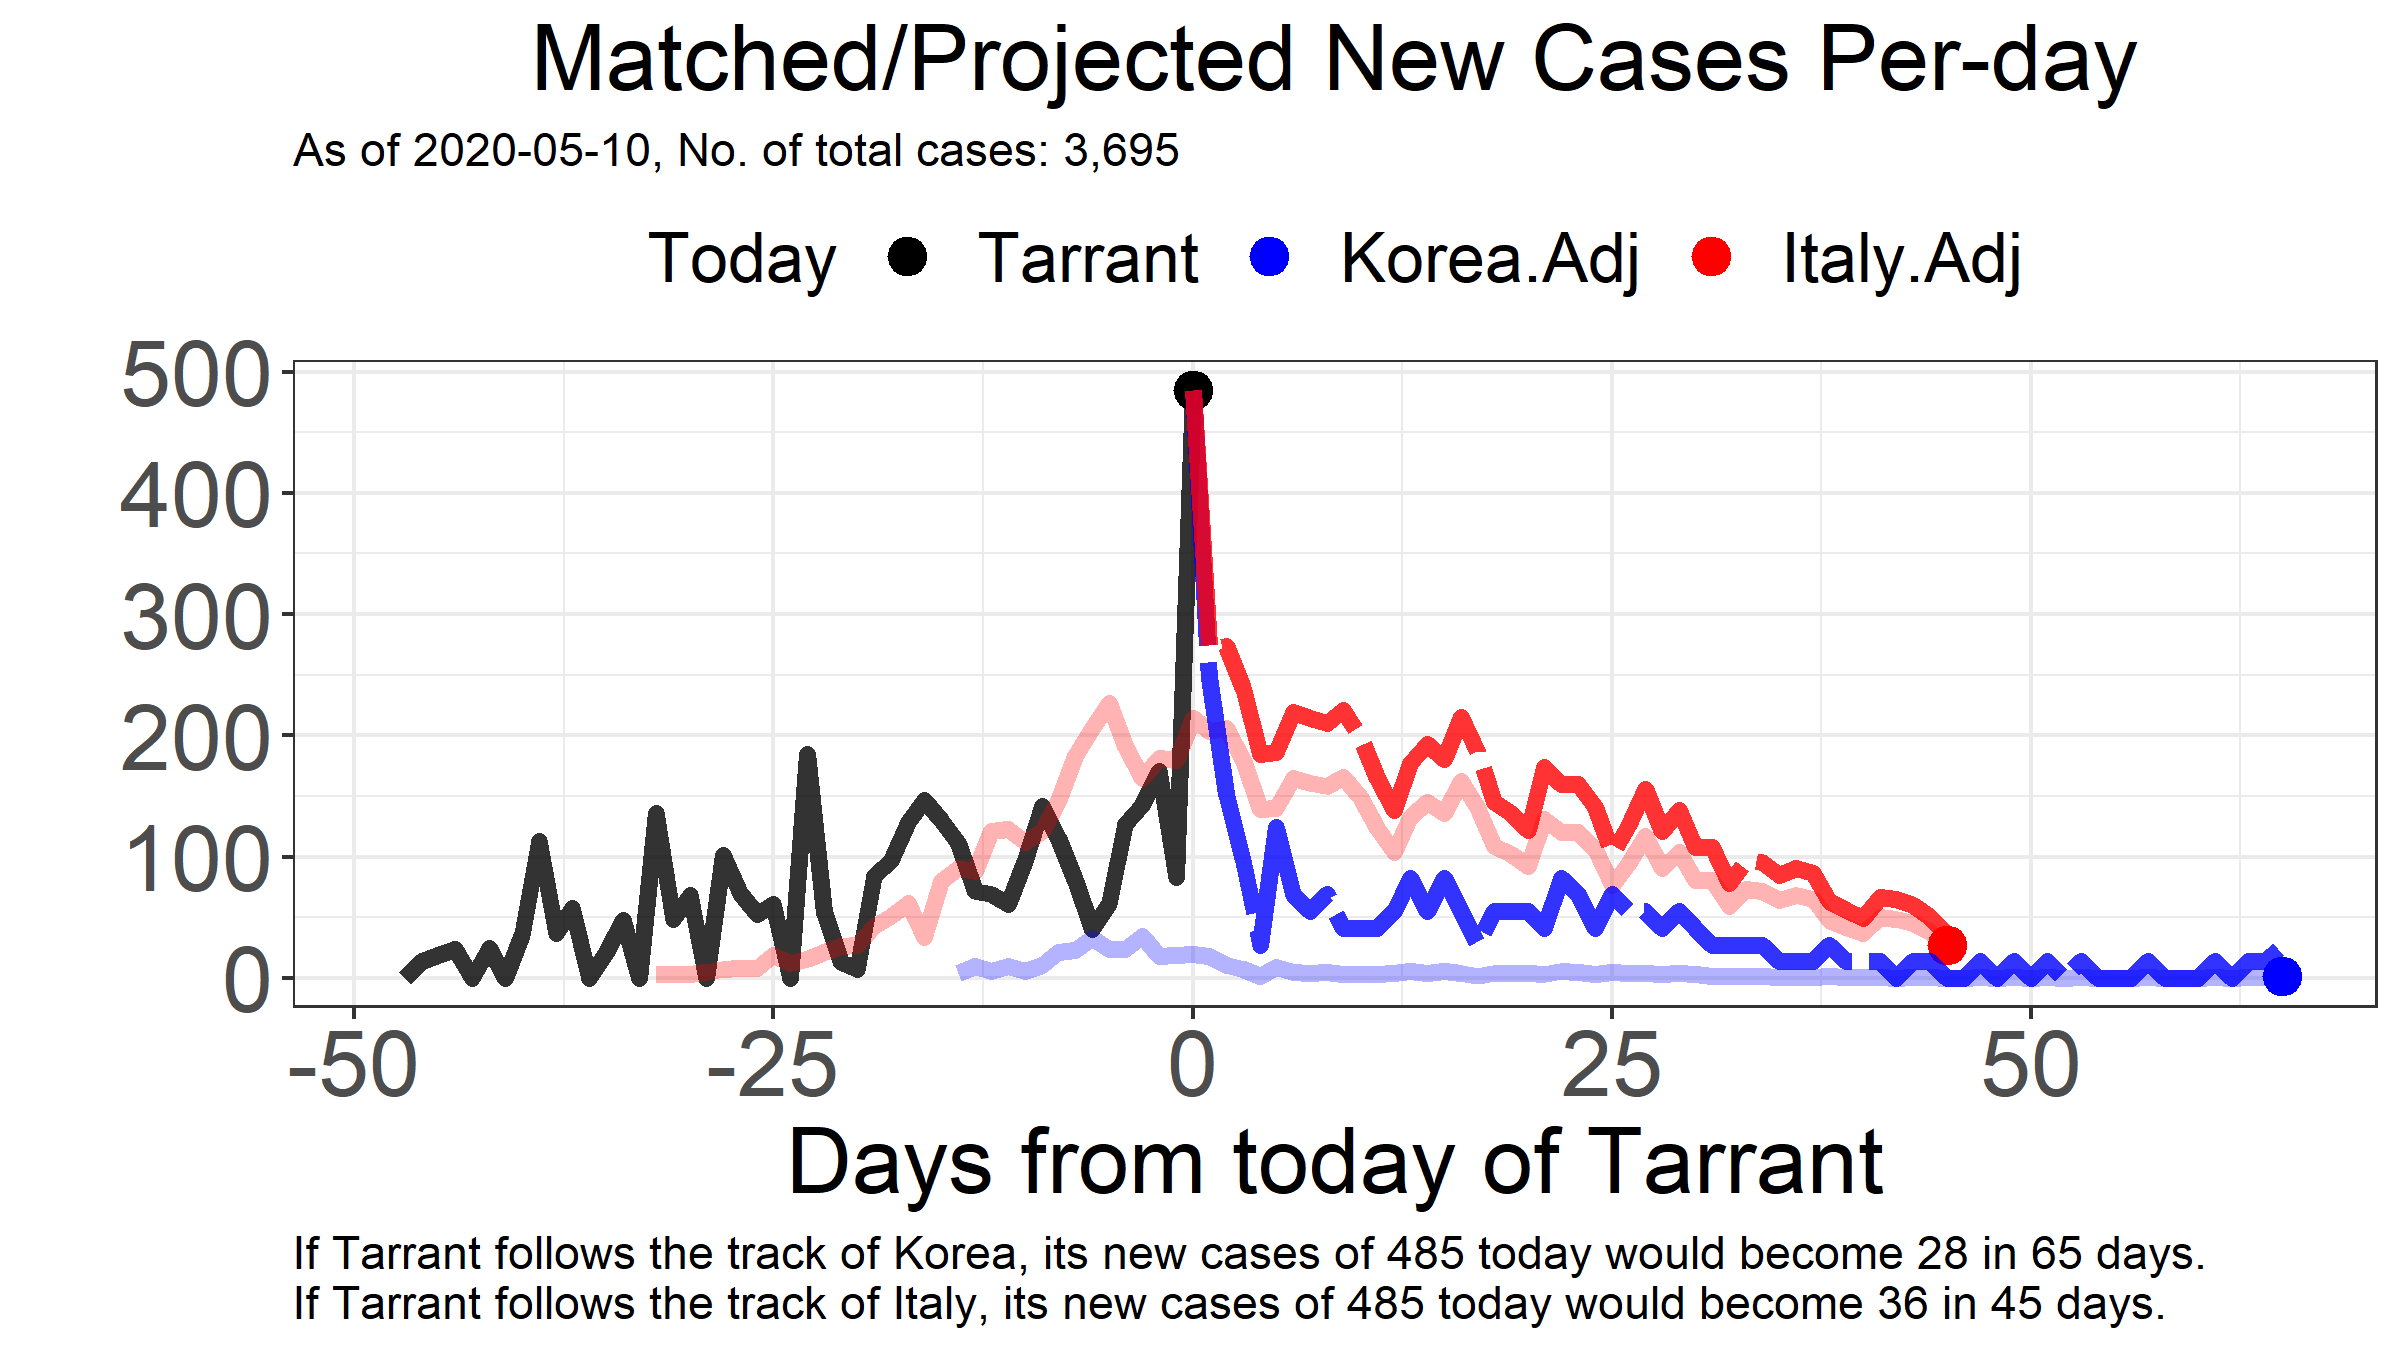 Matched/Projected New Cases Per-day
As of 2020-05-10, No. of total cases: 3,695
Today Tarrant Korea.Adj Italy.Adj
500
400
300
200
100
0
-50 -25 0 25 50
Days from today of Tarrant
If Tarrant follows the track of Korea, its new cases of 485 today would become 28 in 65 days.
If Tarrant follows the track of Italy, its new cases of 485 today would become 36 in 45 days.